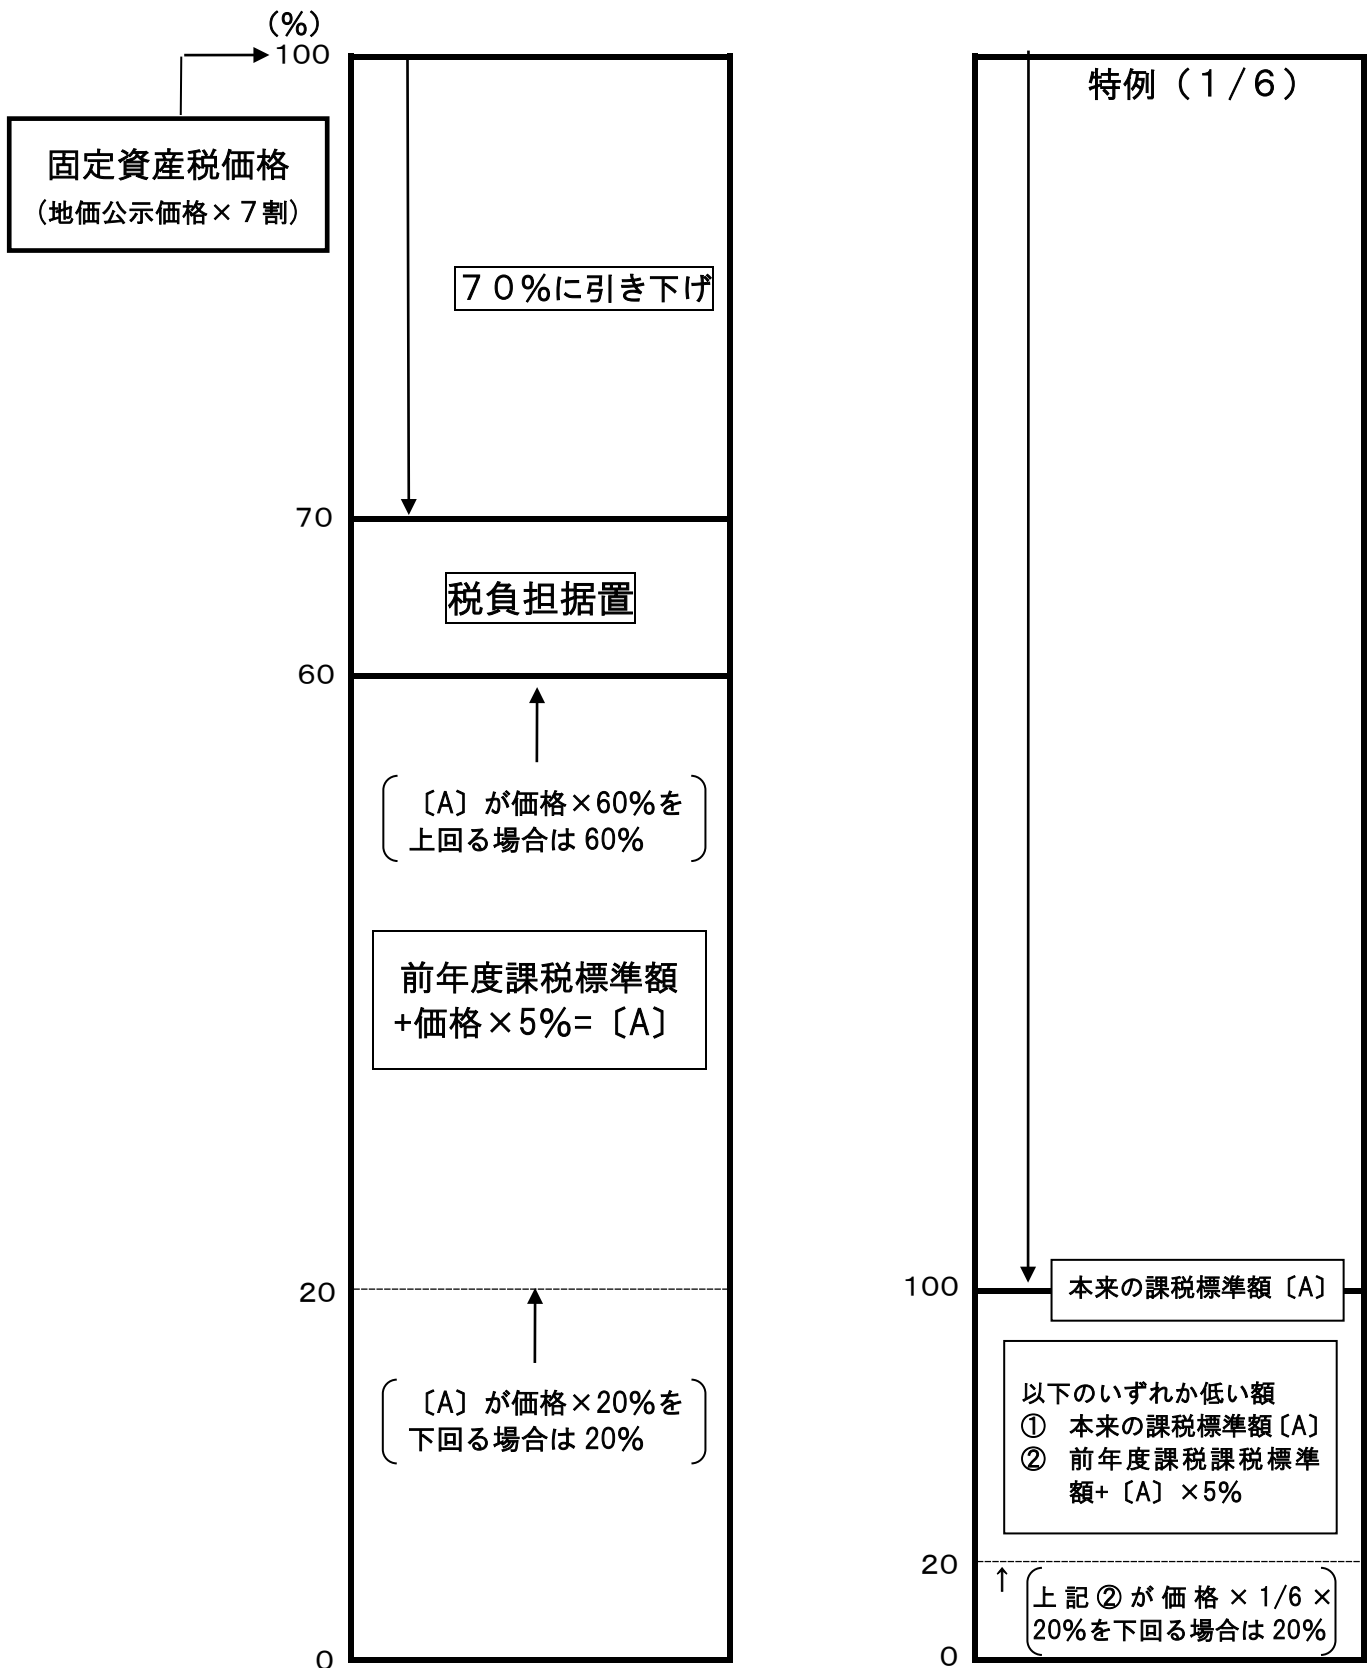 (%)
100
固定資産税価格
(地価公示価格×７割)
７０%に引き下げ
70
税負担据置
60
〔A〕が価格×60%を
上回る場合は 60%
前年度課税標準額
+価格×5%=〔A〕
20
〔A〕が価格×20%を
下回る場合は 20%
0
特例（１/６）
100
本来の課税標準額〔A〕
以下のいずれか低い額
① 本来の課税標準額〔A〕
② 前年度課税課税標準
額+〔A〕×5%
20
↑
上記②が価格×1/6×
20%を下回る場合は 20%
0